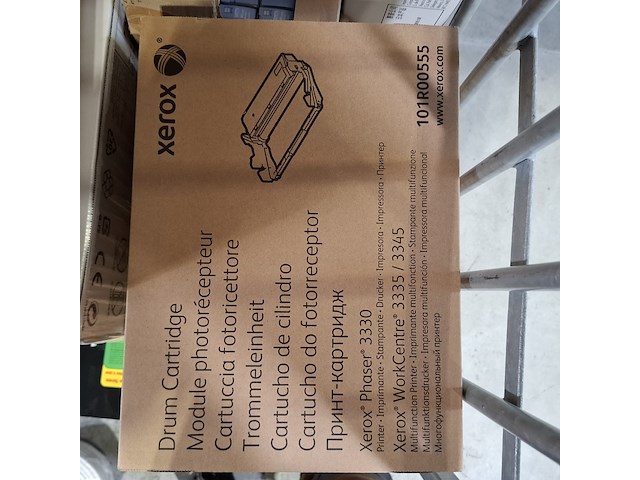 xerox
®
Drum Cartridge
Module photorécepteur
Cartuccia fotoricettore
Trommeleinheit
Cartucho de cilindro
Cartucho do fotorreceptor
Принт-картридж
Xerox® Phaser® 3330
Printer • Imprimante • Stampante • Drucker • Impresora • Impressora • Принтер
Xerox® WorkCentre® 3335 / 3345
Multifunction Printer • Imprimante multifonction • Stampante multifunzione
Multifunktionsdrucker • Impresora multifunción • Impressora multifuncional
Многофункциональный принтер
101R00555
www.xerox.com